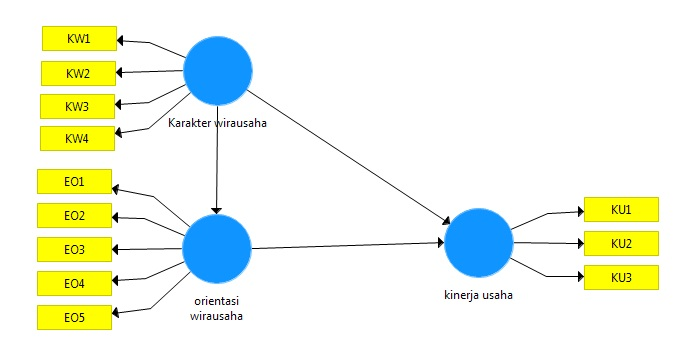 KW1
KW2
KW3
KW4
Karakter wirausaha
EO1
EO2
EO3
EO4
EO5
orientasi
wirausaha
kinerja usaha
KU1
KU2
KU3